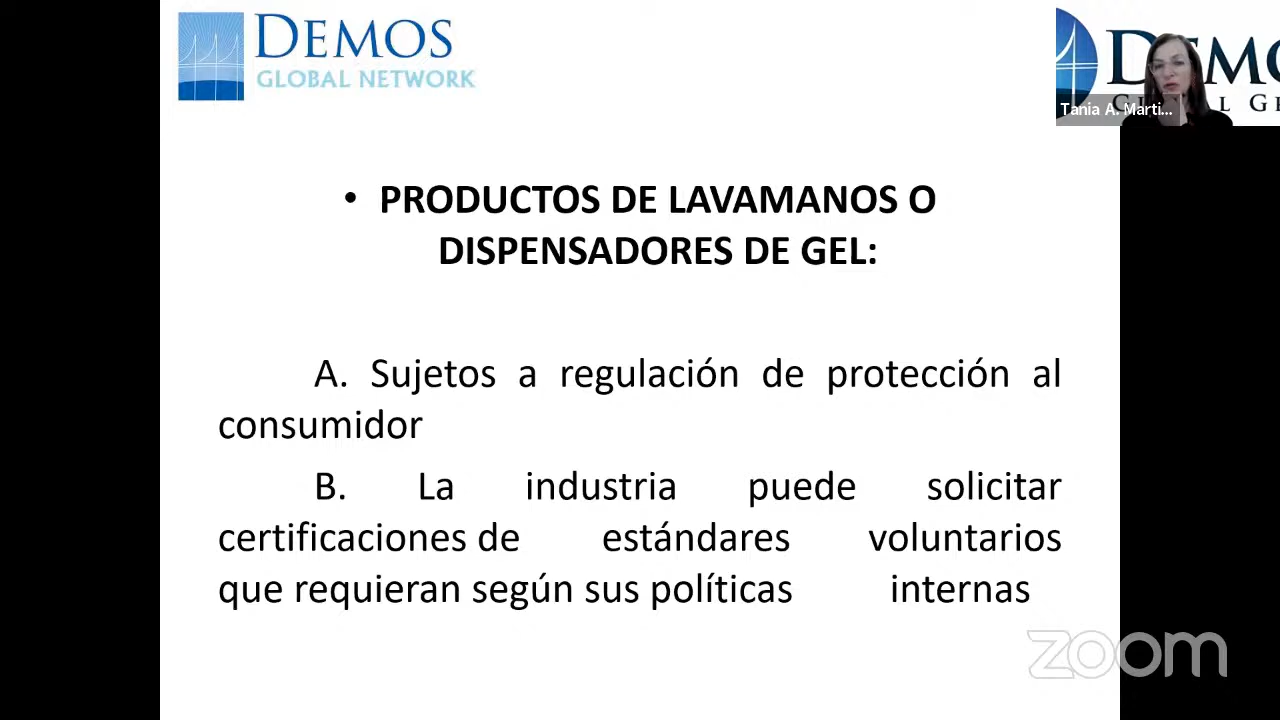 DEMOS
GLOBAL NETWORK
DEMO
Tania A. Marti...
• PRODUCTOS DE LAVAMANOS O
DISPENSADORES DE GEL:
A. Sujetos a regulación de protección al
consumidor
B. La industria puede solicitar
certificaciones de estándares voluntarios
que requieran según sus políticas internas
zoom